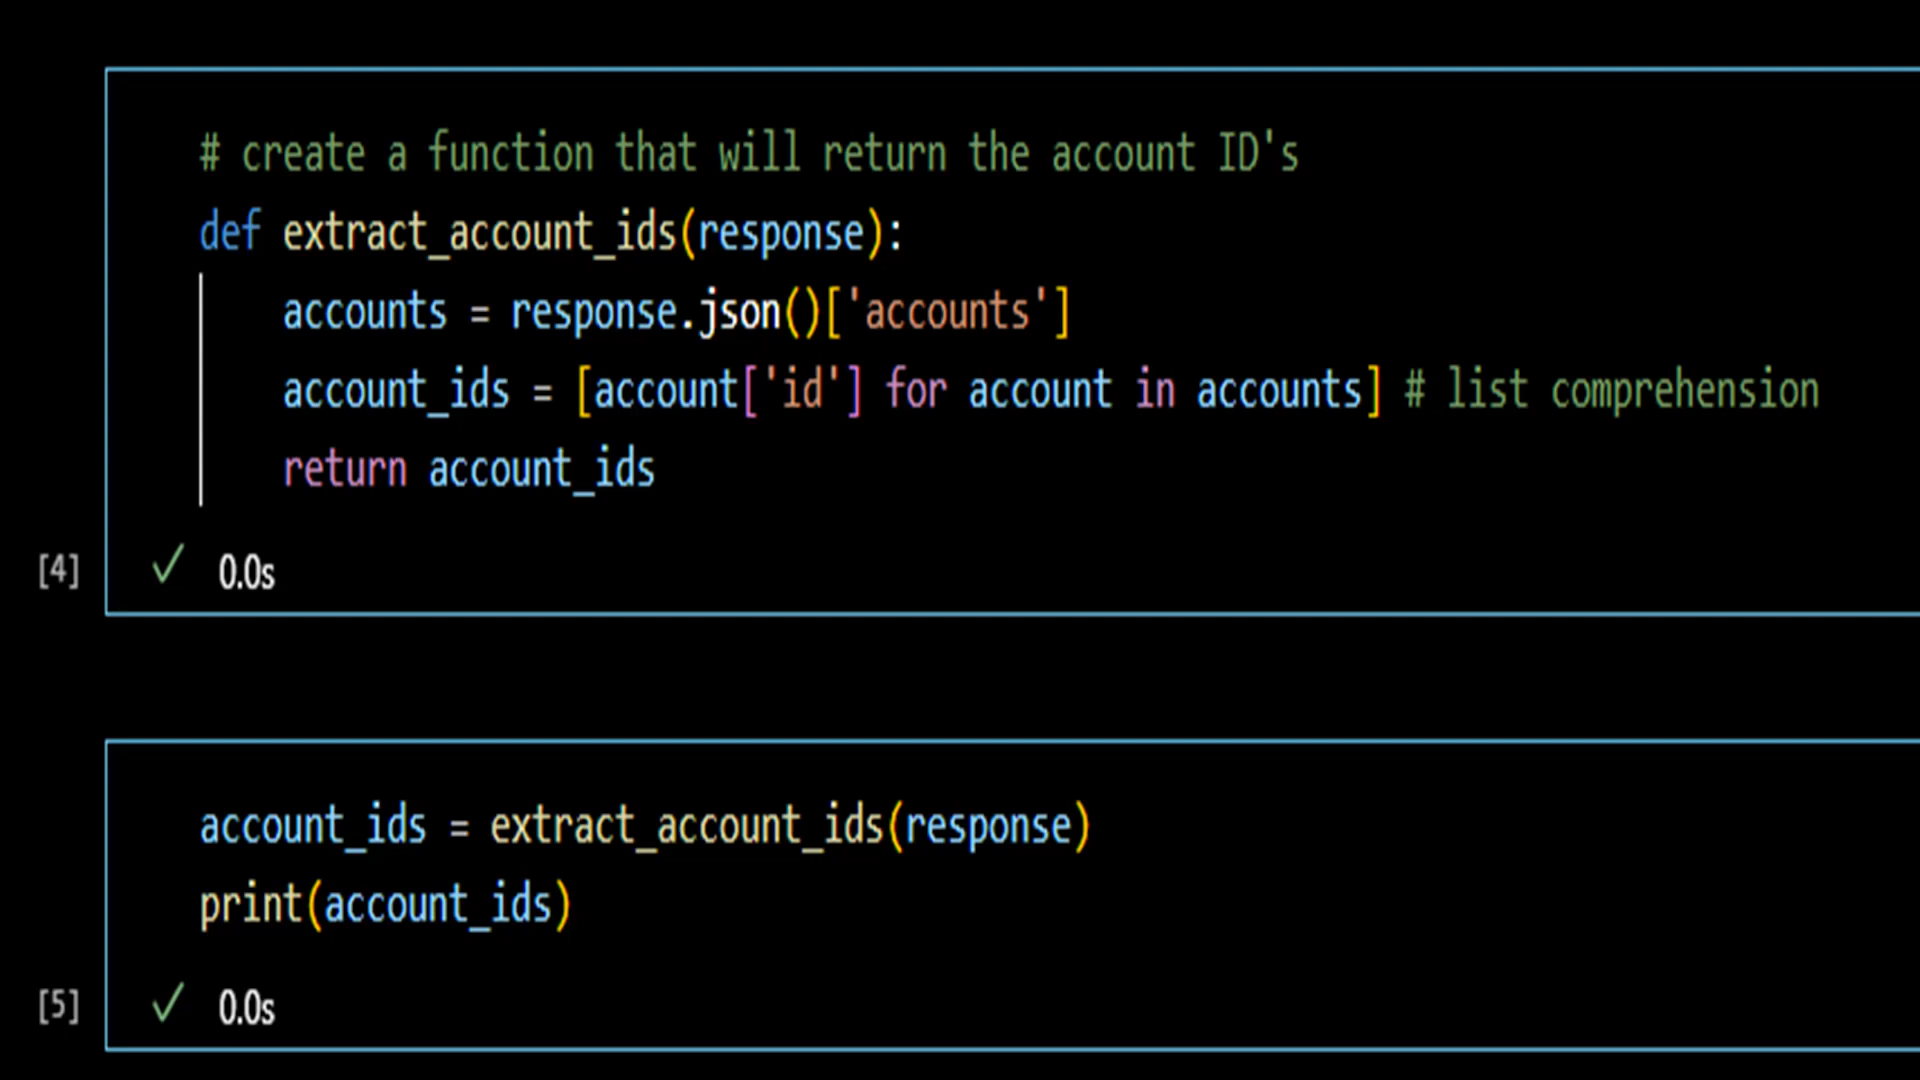 # create a function that will return the account ID's
def extract_account_ids(response):
    accounts = response.json()['accounts']
    account_ids = [account['id'] for account in accounts] # list comprehension
    return account_ids
[4] ✓ 0.0s
account_ids = extract_account_ids(response)
print(account_ids)
[5] ✓ 0.0s